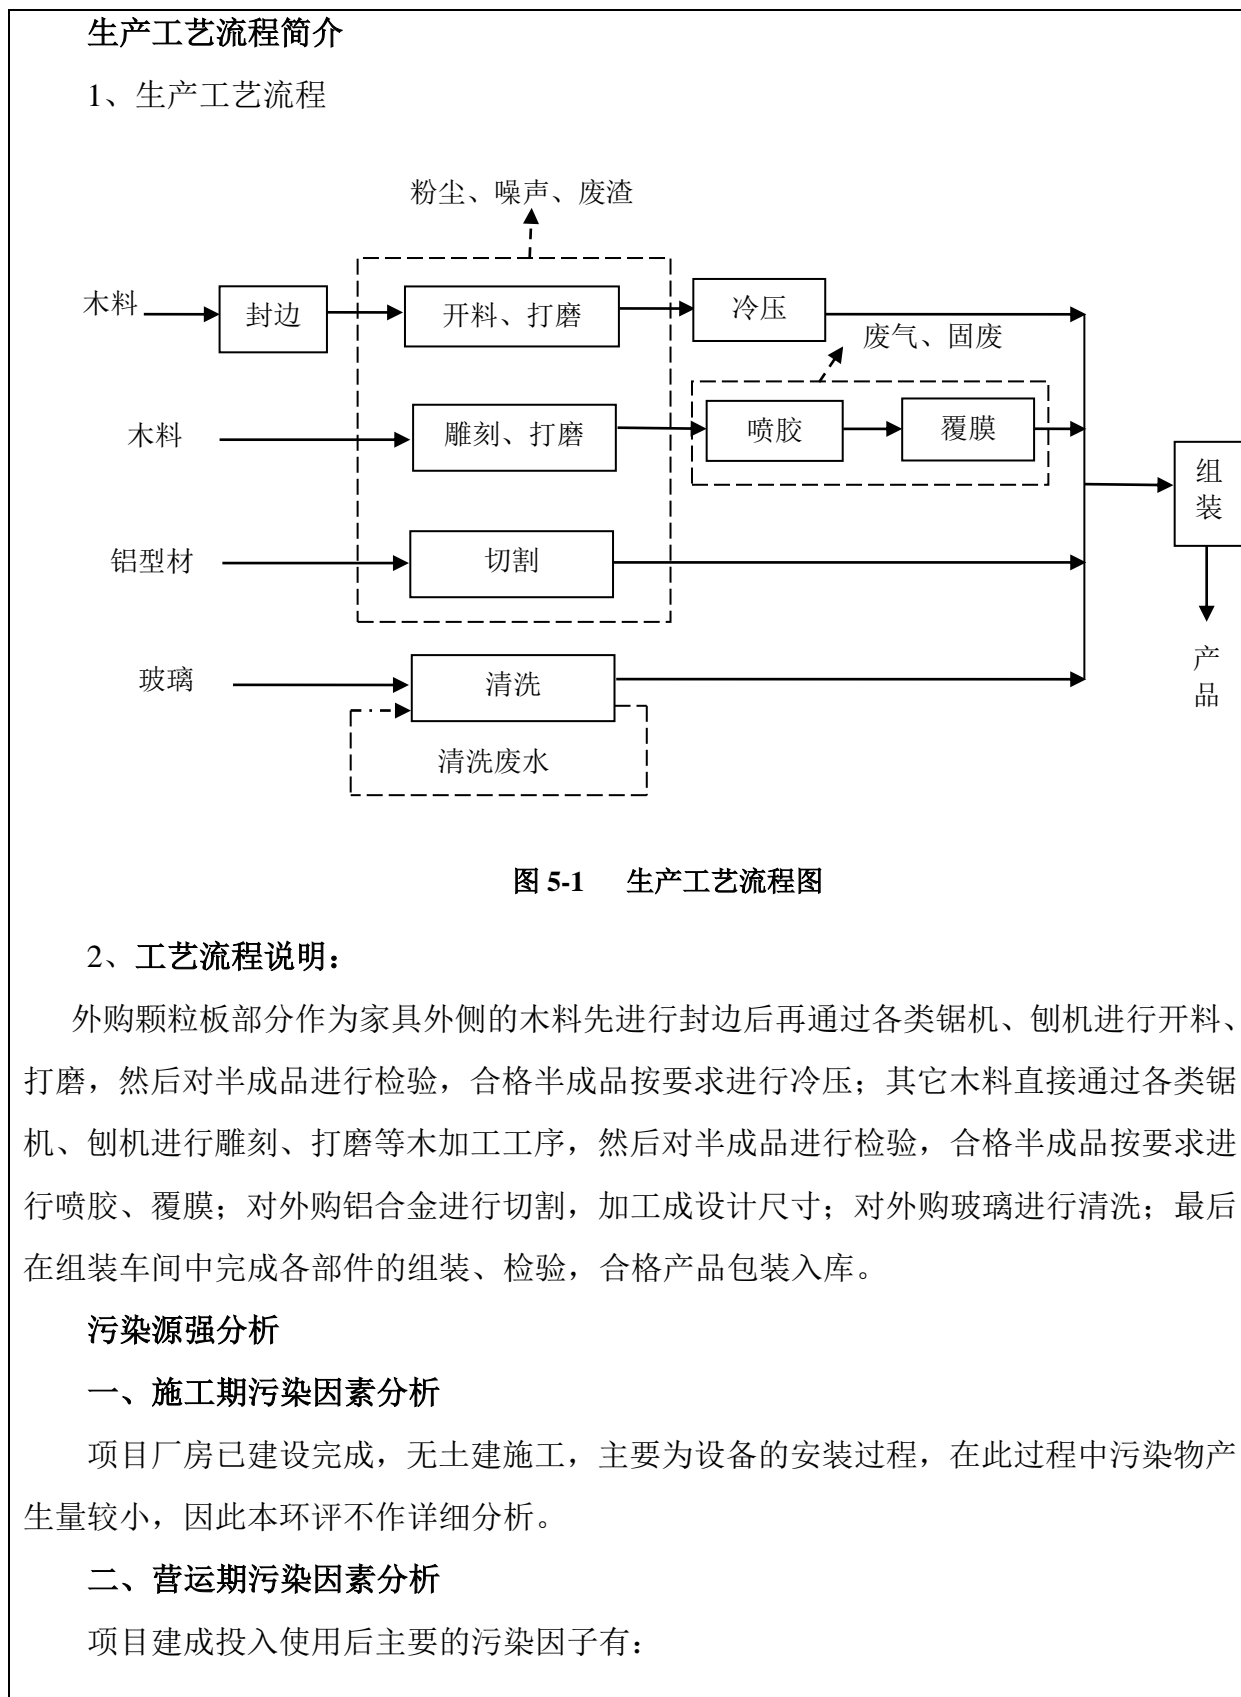 生产工艺流程简介
1、生产工艺流程
粉尘、噪声、废渣
木料
封边
开料、打磨
冷压
废气、固废
木料
雕刻、打磨
喷胶
覆膜
组
装
铝型材
切割
玻璃
清洗
产
品
清洗废水
图 5-1 生产工艺流程图
2、工艺流程说明：
外购颗粒板部分作为家具外侧的木料先进行封边后再通过各类锯机、刨机进行开料、
打磨，然后对半成品进行检验，合格半成品按要求进行冷压；其它木料直接通过各类锯
机、刨机进行雕刻、打磨等木加工工序，然后对半成品进行检验，合格半成品按要求进
行喷胶、覆膜；对外购铝合金进行切割，加工成设计尺寸；对外购玻璃进行清洗；最后
在组装车间中完成各部件的组装、检验，合格产品包装入库。
污染源强分析
一、施工期污染因素分析
项目厂房已建设完成，无土建施工，主要为设备的安装过程，在此过程中污染物产
生量较小，因此本环评不作详细分析。
二、营运期污染因素分析
项目建成投入使用后主要的污染因子有：